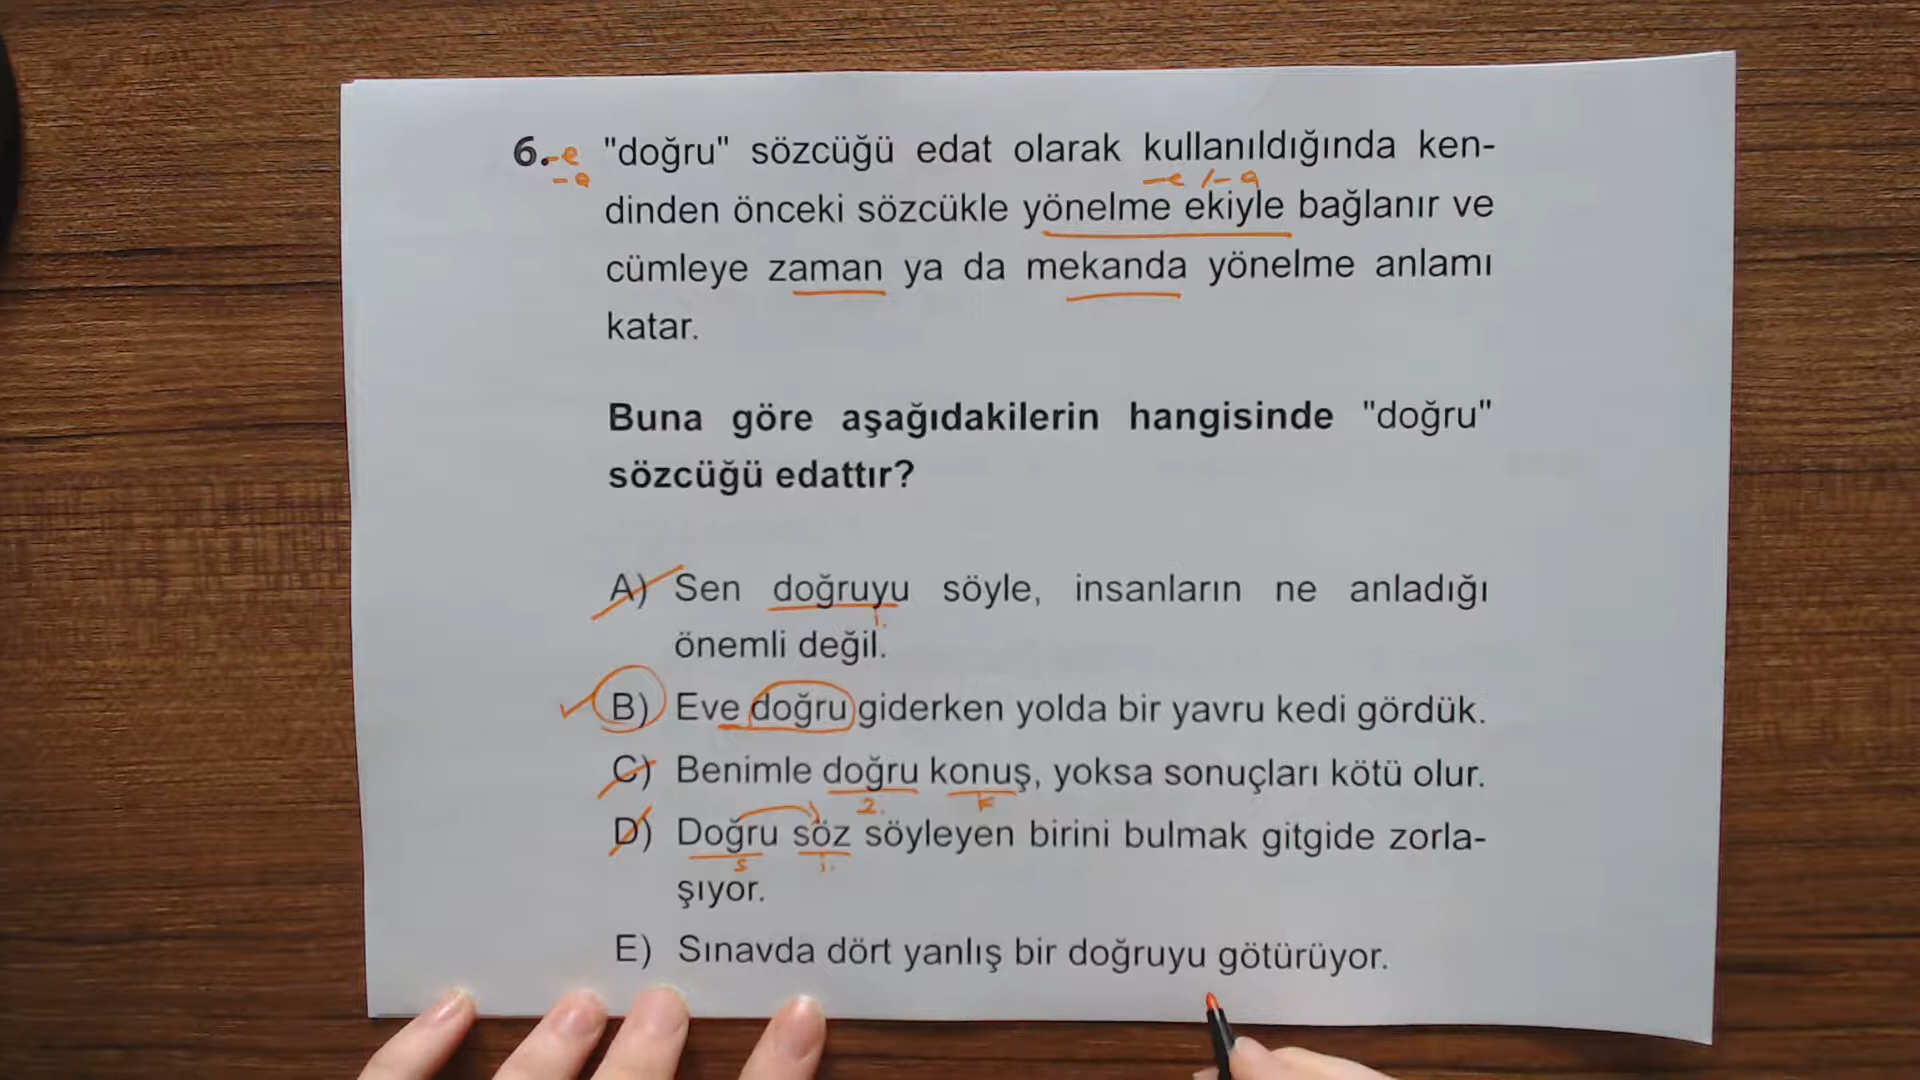 6. -e "doğru" sözcüğü edat olarak kullanıldığında ken-
-a -e / -a
dinden önceki sözcükle yönelme ekiyle bağlanır ve
cümleye zaman ya da mekanda yönelme anlamı
katar.
Buna göre aşağıdakilerin hangisinde "doğru"
sözcüğü edattır?
A) Sen doğruyu söyle, insanların ne anladığı
i.
önemli değil.
B) Eve doğru giderken yolda bir yavru kedi gördük.
C) Benimle doğru konuş, yoksa sonuçları kötü olur.
D) Doğru söz söyleyen birini bulmak gitgide zorla-
s i.
şıyor.
E) Sınavda dört yanlış bir doğruyu götürüyor.